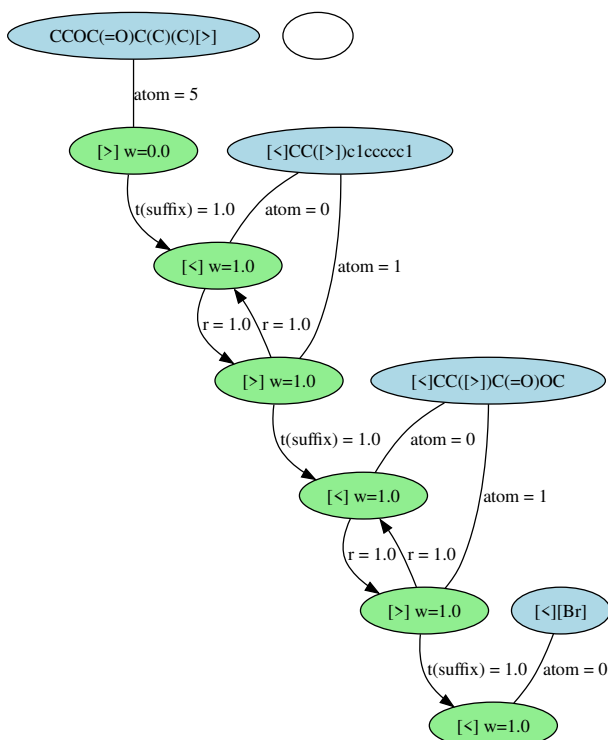 CCOC(=O)C(C)(C)[>]
atom = 5
[>] w=0.0
[<]CC([>])c1ccccc1
t(suffix) = 1.0
atom = 0
[<] w=1.0
atom = 1
r = 1.0
r = 1.0
[>] w=1.0
[<]CC([>])C(=O)OC
t(suffix) = 1.0
atom = 0
[<] w=1.0
atom = 1
r = 1.0
r = 1.0
[>] w=1.0
[<][Br]
t(suffix) = 1.0
atom = 0
[<] w=1.0